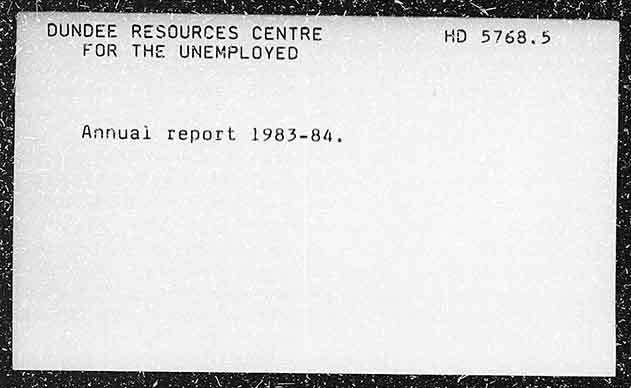 DUNDEE RESOURCES CENTRE HD 5768.5
FOR THE UNEMPLOYED
Annual report 1983-84.